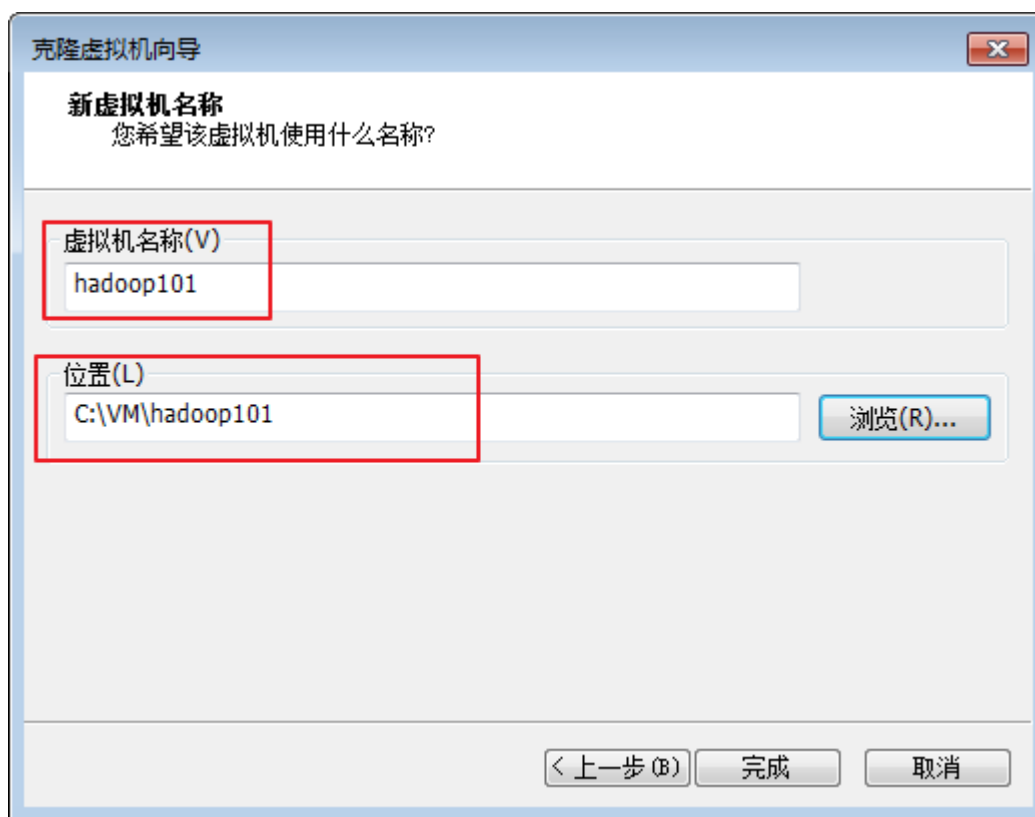 克隆虚拟机向导
新虚拟机名称
您希望该虚拟机使用什么名称?
虚拟机名称(V)
hadoop101
位置(L)
C:\VM\hadoop101
浏览(R)...
< 上一步(B)
完成
取消